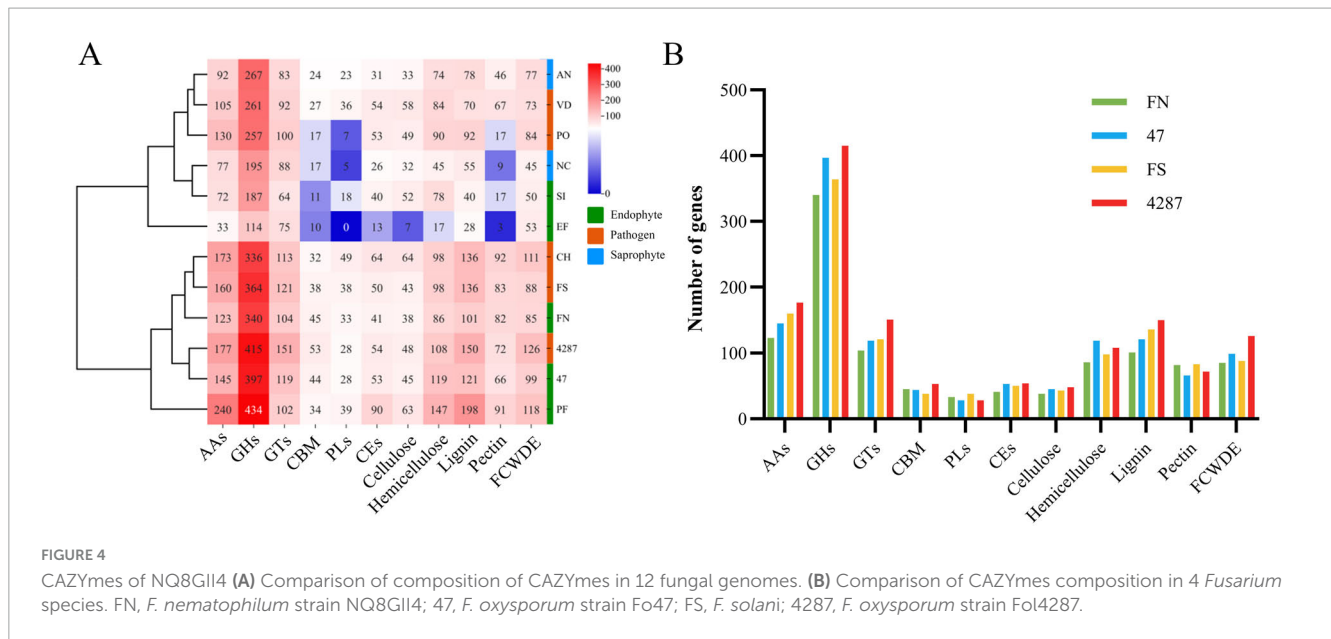 A
92 267 83 24 23 31 33 74 78 46 77 AN
105 261 92 27 36 54 58 84 70 67 73 VD
130 257 100 17 7 53 49 90 92 17 84 PO
77 195 88 17 5 26 32 45 55 9 45 NC
72 187 64 11 18 40 52 78 40 17 50 SI
33 114 75 10 0 13 7 17 28 3 53 EF
173 336 113 32 49 64 64 98 136 92 111 CH
160 364 121 38 38 50 43 98 136 83 88 FS
123 340 104 45 33 41 38 86 101 82 85 FN
177 415 151 53 28 54 48 108 150 72 126 4287
145 397 119 44 28 53 45 119 121 66 99 47
240 434 102 34 39 90 63 147 198 91 118 PF
AAs GHs GTs CBM PLs CEs Cellulose Hemicellulose Lignin Pectin FCWDE
400
300
200
100
0
Endophyte
Pathogen
Saprophyte
B
Number of genes
500
400
300
200
100
0
FN
47
FS
4287
AAs GHs GTs CBM PLs CEs Cellulose Hemicellulose Lignin Pectin FCWDE
FIGURE 4
CAZYmes of NQ8GII4 (A) Comparison of composition of CAZYmes in 12 fungal genomes. (B) Comparison of CAZYmes composition in 4 Fusarium
species. FN, F. nematophilum strain NQ8GII4; 47, F. oxysporum strain Fo47; FS, F. solani; 4287, F. oxysporum strain Fol4287.